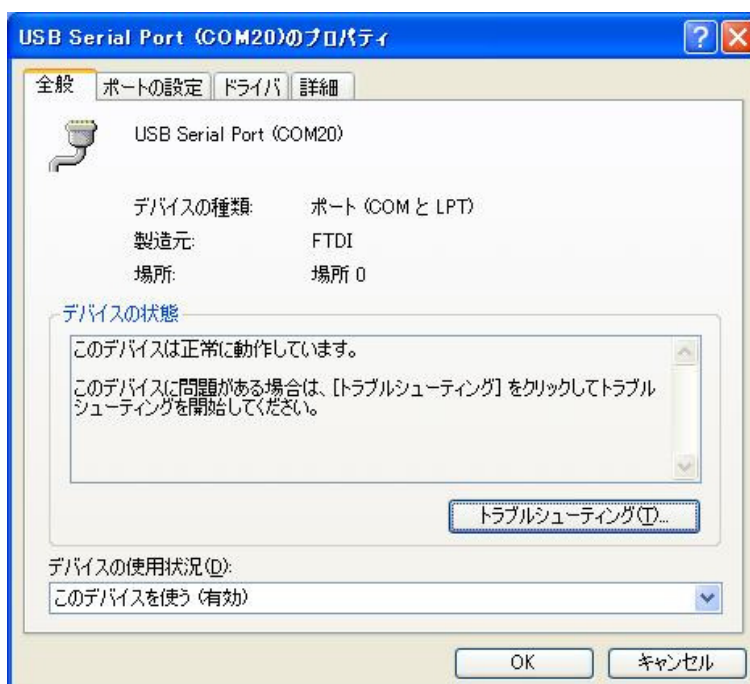 USB Serial Port (COM20)のプロパティ
全般 ポートの設定 ドライバ 詳細
USB Serial Port (COM20)
デバイスの種類: ポート (COM と LPT)
製造元: FTDI
場所: 場所 0
デバイスの状態
このデバイスは正常に動作しています。
このデバイスに問題がある場合は、[トラブルシューティング] をクリックしてトラブル
シューティングを開始してください。
トラブルシューティング(T)...
デバイスの使用状況(D):
このデバイスを使う (有効)
OK キャンセル